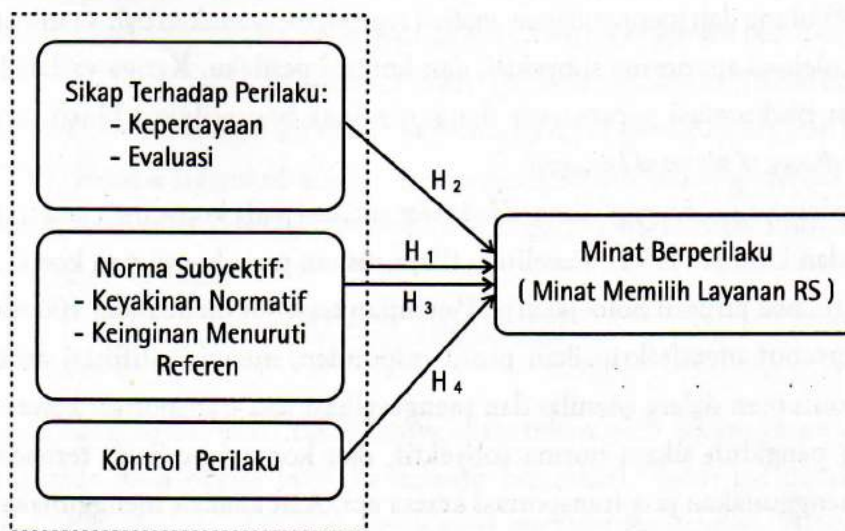 Sikap Terhadap Perilaku:
- Kepercayaan
- Evaluasi
H2
H1
Norma Subyektif:
- Keyakinan Normatif
- Keinginan Menuruti
Referen
H3
Minat Berperilaku
( Minat Memilih Layanan RS )
H4
Kontrol Perilaku